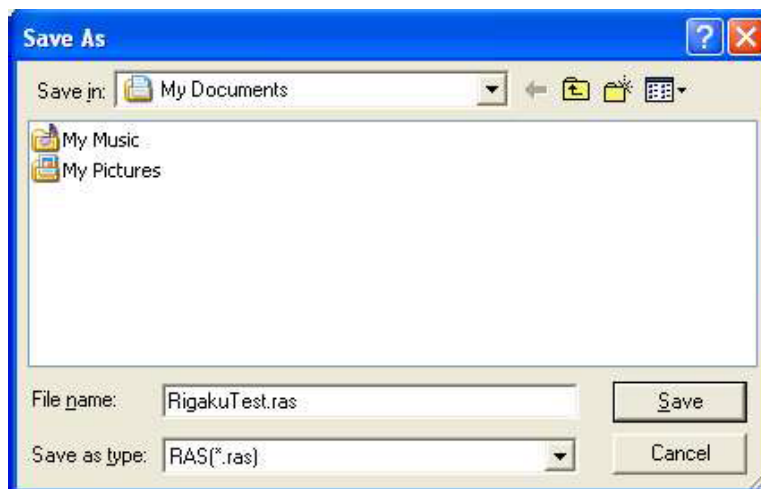 Save As
Save in: My Documents
My Music
My Pictures
File name: RigakuTest.ras Save
Save as type: RAS(*.ras) Cancel